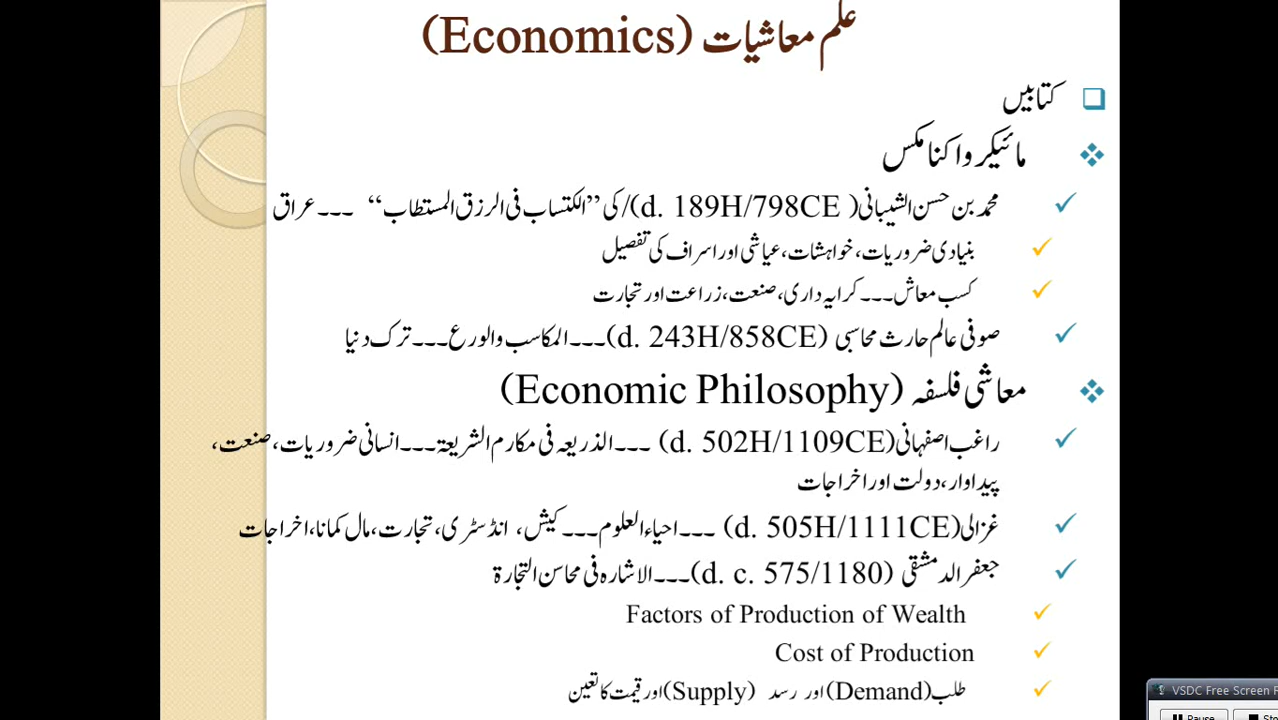 علم معاشیات (Economics)
کتابیں
مائیکرو اکنامکس
محمد بن حسن الشیبانی( d. 189H/798CE)/ کی ”الکتساب فی الرزق المستطاب“ ۔۔۔ عراق
بنیادی ضروریات، خواہشات، عیاشی اور اسراف کی تفصیل
کسب معاش۔۔۔ کرایہ داری، صنعت، زراعت اور تجارت
صوفی عالم حارث محاسبی (d. 243H/858CE)۔۔۔المکاسب والورع۔۔۔ ترک دنیا
معاشی فلسفہ (Economic Philosophy)
راغب اصفہانی(d. 502H/1109CE) ۔۔۔الذریعہ فی مکارم الشریعۃ۔۔۔انسانی ضروریات، صنعت،
پیداوار، دولت اور اخراجات
غزالی(d. 505H/1111CE) ۔۔۔احیاء العلوم۔۔۔ کیش، انڈسٹری، تجارت، مال کمانا، اخراجات
جعفر الدمشقی (d. c. 575/1180)۔۔۔الاشارہ فی محاسن التجارۃ
Factors of Production of Wealth
Cost of Production
طلب(Demand)اور رسد (Supply)اور قیمت کا تعین
VSDC Free Screen
Pause